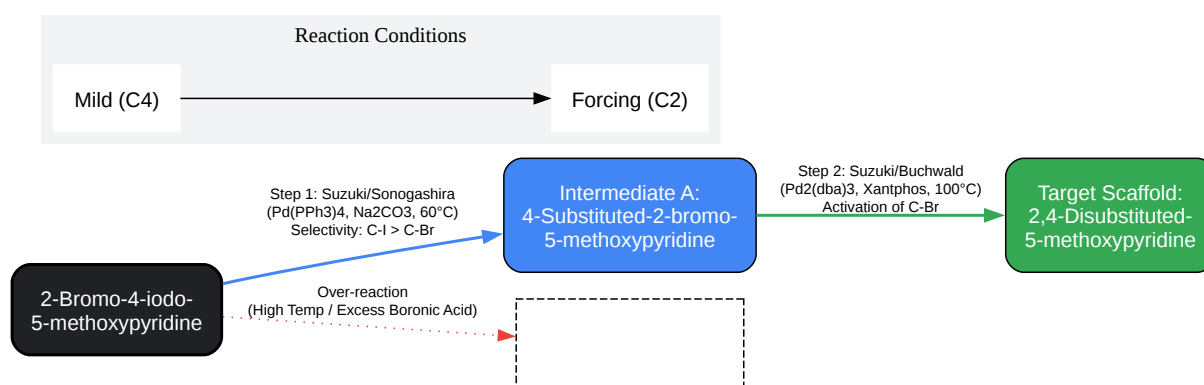 Reaction Conditions
Mild (C4)
Forcing (C2)
Step 1: Suzuki/Sonogashira
(Pd(PPh3)4, Na2CO3, 60°C)
Selectivity: C-I > C-Br
Intermediate A:
4-Substituted-2-bromo-
5-methoxypyridine
Step 2: Suzuki/Buchwald
(Pd2(dba)3, Xantphos, 100°C)
Activation of C-Br
Target Scaffold:
2,4-Disubstituted-
5-methoxypyridine
2-Bromo-4-iodo-
5-methoxypyridine
Over-reaction
(High Temp / Excess Boronic Acid)